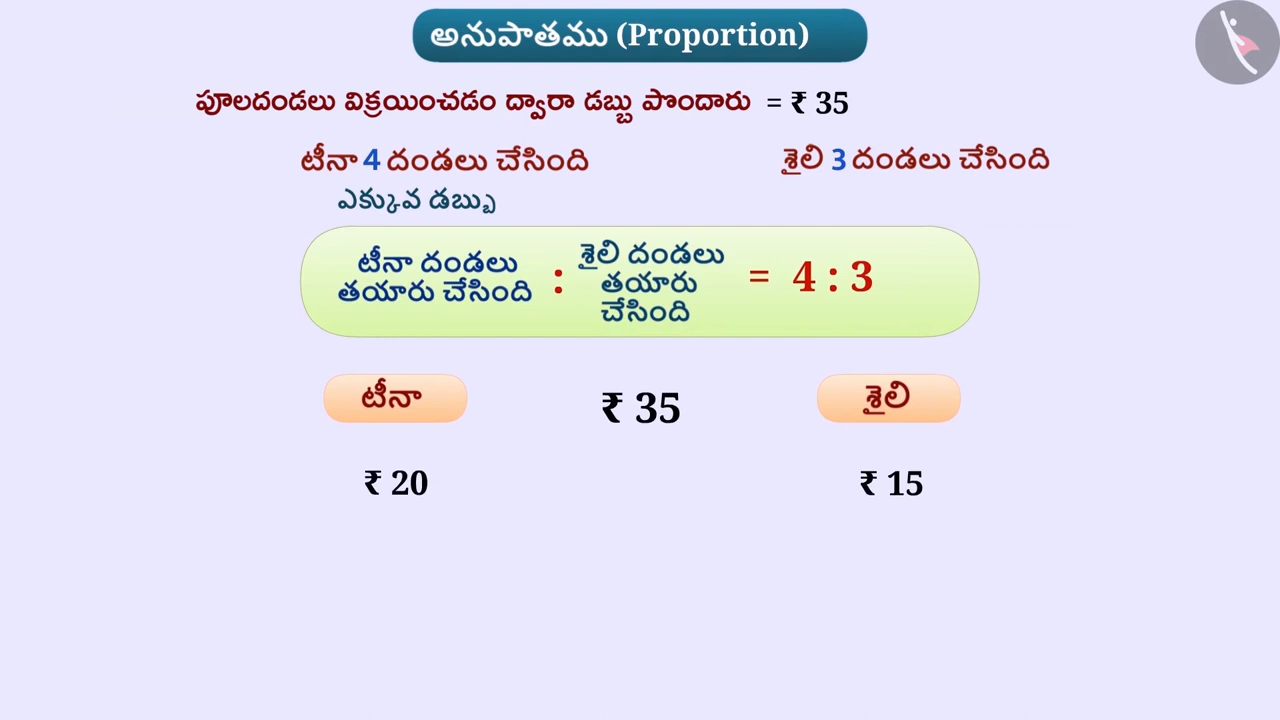 అనుపాతము (Proportion)
పూలదండలు విక్రయించడం ద్వారా డబ్బు పొందారు = ₹ 35
టీనా 4 దండలు చేసింది
శైలి 3 దండలు చేసింది
ఎక్కువ డబ్బు
టీనా దండలు
తయారు చేసింది
:
శైలి దండలు
తయారు
చేసింది
= 4 : 3
టీనా
₹ 35
శైలి
₹ 20
₹ 15